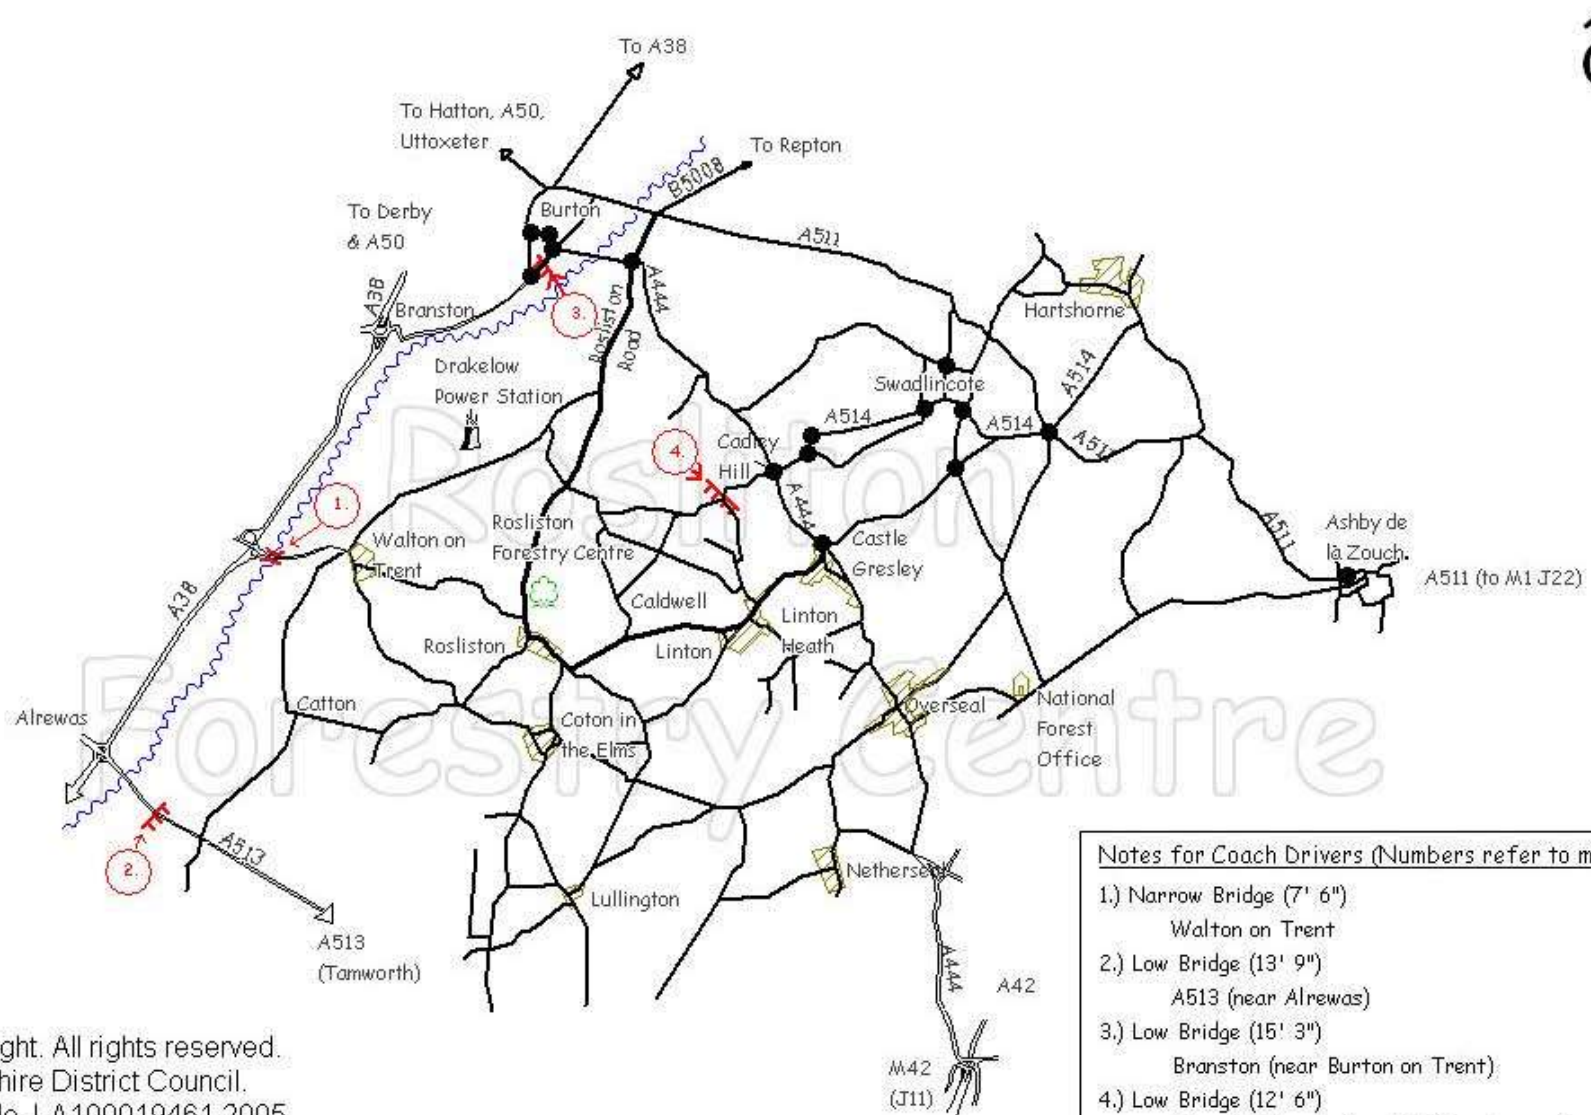 To A38
To Hatton, A50,
Uttoxeter
To Repton
B5008
To Derby
& A50
Burton
A511
A38
Branston
3.
Rosliston
Road
A444
Hartshorne
Drakelow
Power Station
Swadlincote
A514
A514
A514
A511
4.
Cadley
Hill
A444
1.
Rosliston
Forestry Centre
Walton on
Trent
Castle
Gresley
A511
Ashby de
la Zouch.
A511 (to M1 J22)
A38
Caldwell
Linton
Heath
Rosliston
Linton
Rosliston
Forestry Centre
Alrewas
Catton
Coton in
the Elms
Overseal
National
Forest
Office
2.
A513
Netherseal
Lullington
A513
(Tamworth)
A444
A42
M42
(J11)
Notes for Coach Drivers (Numbers refer to m
1.) Narrow Bridge (7' 6")
Walton on Trent
2.) Low Bridge (13' 9")
A513 (near Alrewas)
3.) Low Bridge (15' 3")
Branston (near Burton on Trent)
4.) Low Bridge (12' 6")
ght. All rights reserved.
hire District Council.
LA100019461 2005